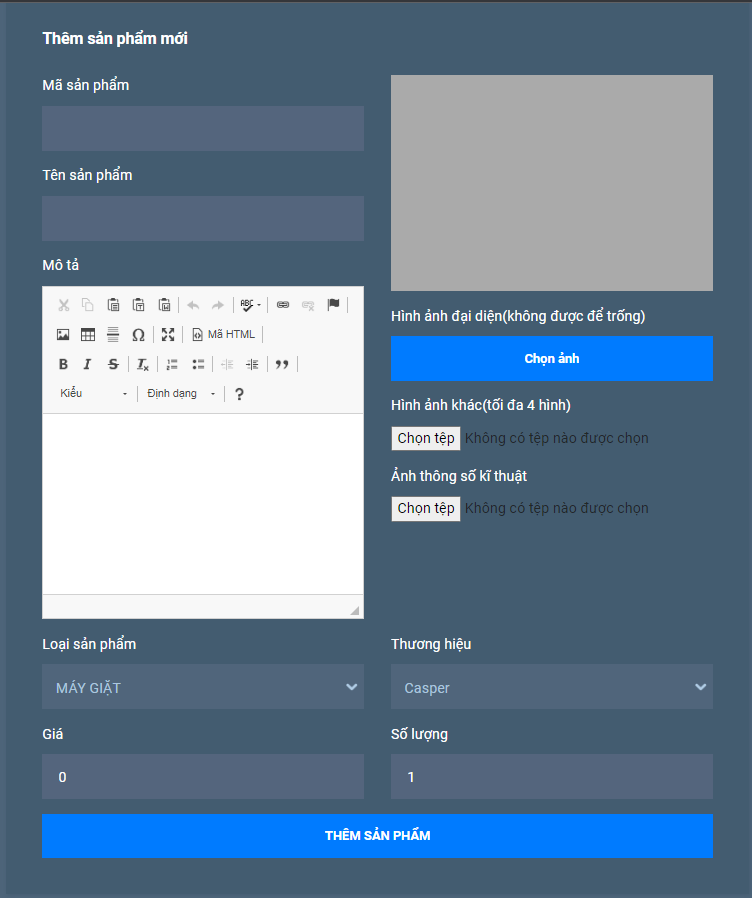 Thêm sản phẩm mới
Mã sản phẩm
Tên sản phẩm
Mô tả
ABC
Mã HTML
B I S Ix
Kiểu
Định dạng
?
Hình ảnh đại diện(không được để trống)
Chọn ảnh
Hình ảnh khác(tối đa 4 hình)
Chọn tệp Không có tệp nào được chọn
Ảnh thông số kĩ thuật
Chọn tệp Không có tệp nào được chọn
Loại sản phẩm
MÁY GIẶT
Thương hiệu
Casper
Giá
0
Số lượng
1
THÊM SẢN PHẨM